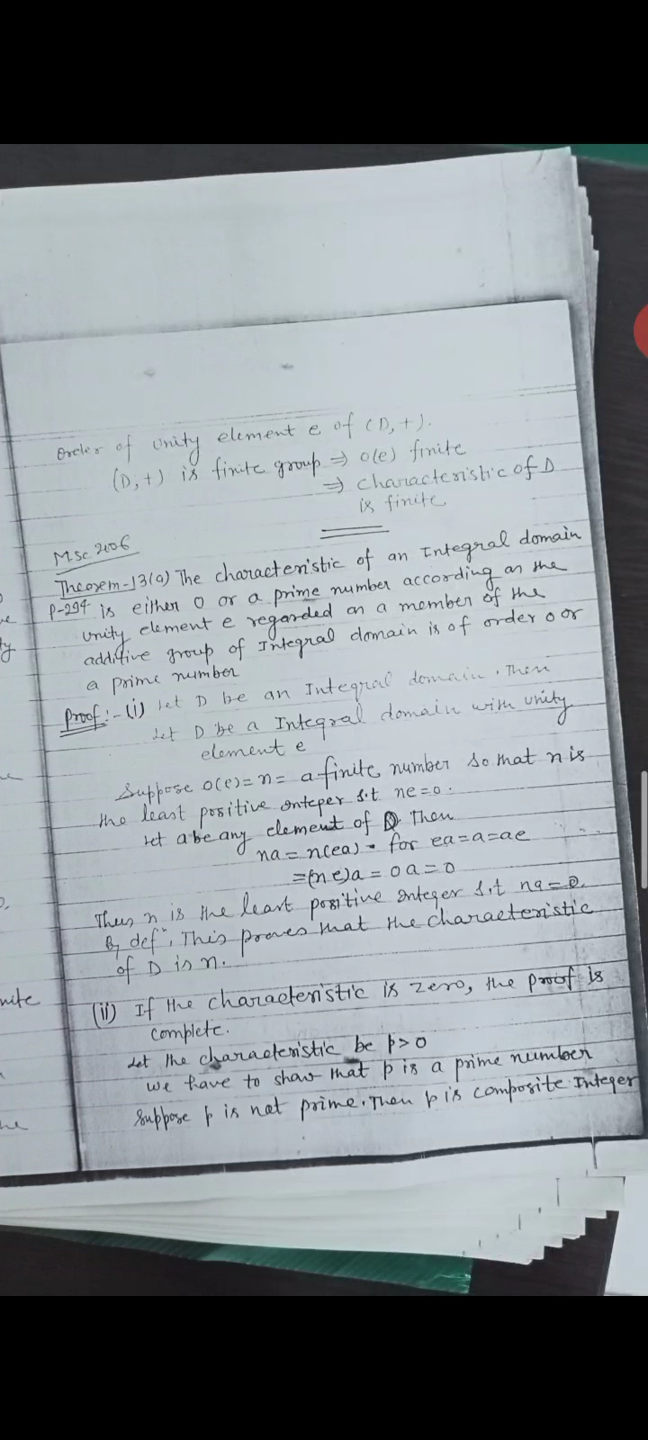 Order of unity element e of (D, +).
(D, +) is finite group ⇒ o(e) finite
⇒ characteristic of D
is finite
M.Sc. 2006
Theorem-13(a) The characteristic of an Integral domain
P-294 is either 0 or a prime number according as the
unity element e regarded as a member of the
additive group of Integral domain is of order 0 or
a prime number
Proof:- (i) Let D be an Integral domain. Then
Let D be a Integral domain with unity
element e
Suppose o(e) = n = a finite number so that n is
the least positive integer s.t ne=0.
Let a be any element of D Then
na = n(ea) - for ea=a=ae
=(ne)a = 0a = 0
Thus n is the least positive integer s.t na=0.
By defⁿ, This proves that the characteristic
of D is n.
(ii) If the characteristic is zero, the proof is
complete.
Let the characteristic be p>0
we have to show that p is a prime number
Suppose p is not prime. Then p is composite Integer
nite